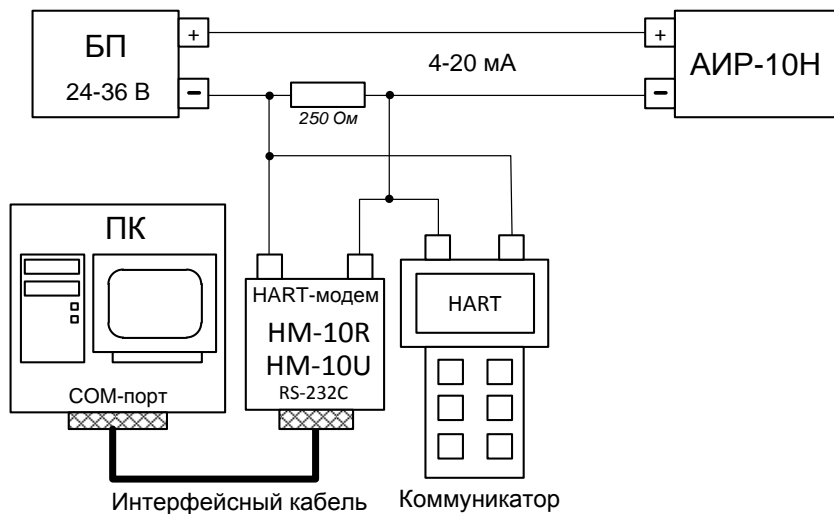 БП
24-36 В
+
−
4-20 мА
+
−
АИР-10Н
250 Ом
ПК
COM-порт
HART-модем
HM-10R
HM-10U
RS-232C
HART
Интерфейсный кабель
Коммуникатор